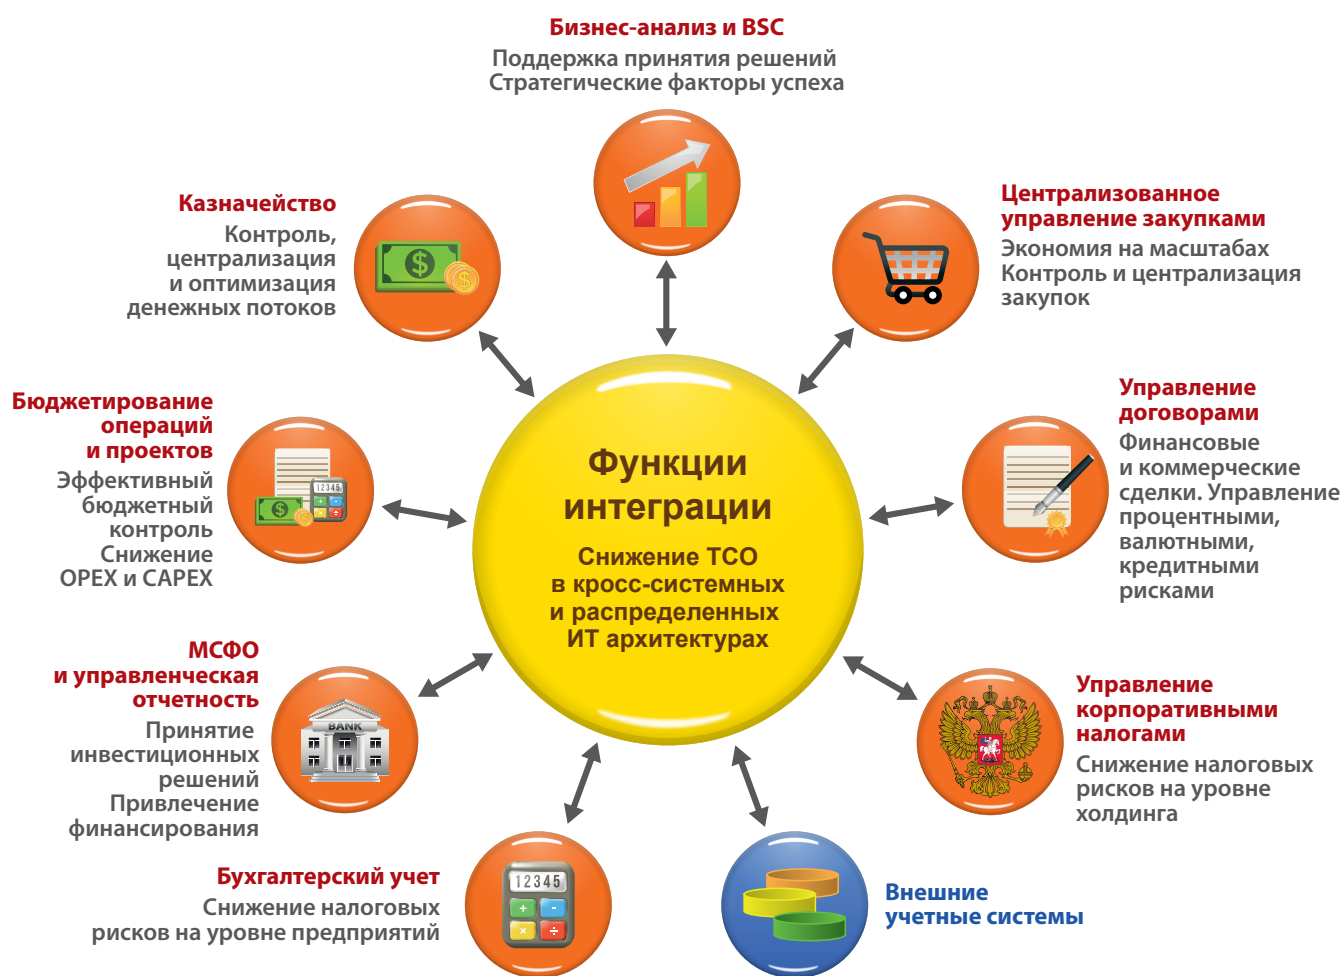 Бизнес-анализ и BSC
Поддержка принятия решений
Стратегические факторы успеха
Казначейство
Контроль,
централизация
и оптимизация
денежных потоков
Централизованное
управление закупками
Экономия на масштабах
Контроль и централизация
закупок
Бюджетирование
операций
и проектов
Эффективный
бюджетный
контроль
Снижение
OPEX и CAPEX
12345
Функции
интеграции
Снижение ТСО
в кросс-системных
и распределенных
ИТ архитектурах
Управление
договорами
Финансовые
и коммерческие
сделки. Управление
процентными,
валютными,
кредитными
рисками
МСФО
и управленческая
отчетность
Принятие
инвестиционных
решений
Привлечение
финансирования
BANK
Управление
корпоративными
налогами
Снижение налоговых
рисков на уровне
холдинга
Бухгалтерский учет
Снижение налоговых
рисков на уровне предприятий
12345
Внешние
учетные системы